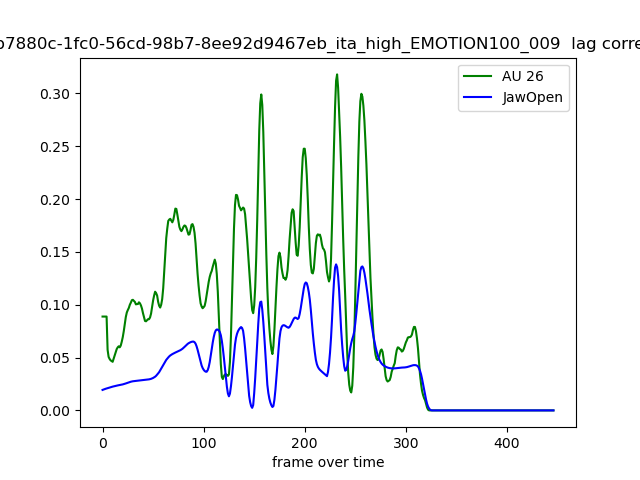 b7880c-1fc0-56cd-98b7-8ee92d9467eb_ita_high_EMOTION100_009 lag corre
AU 26
JawOpen
0.30
0.25
0.20
0.15
0.10
0.05
0.00
0 100 200 300 400
frame over time